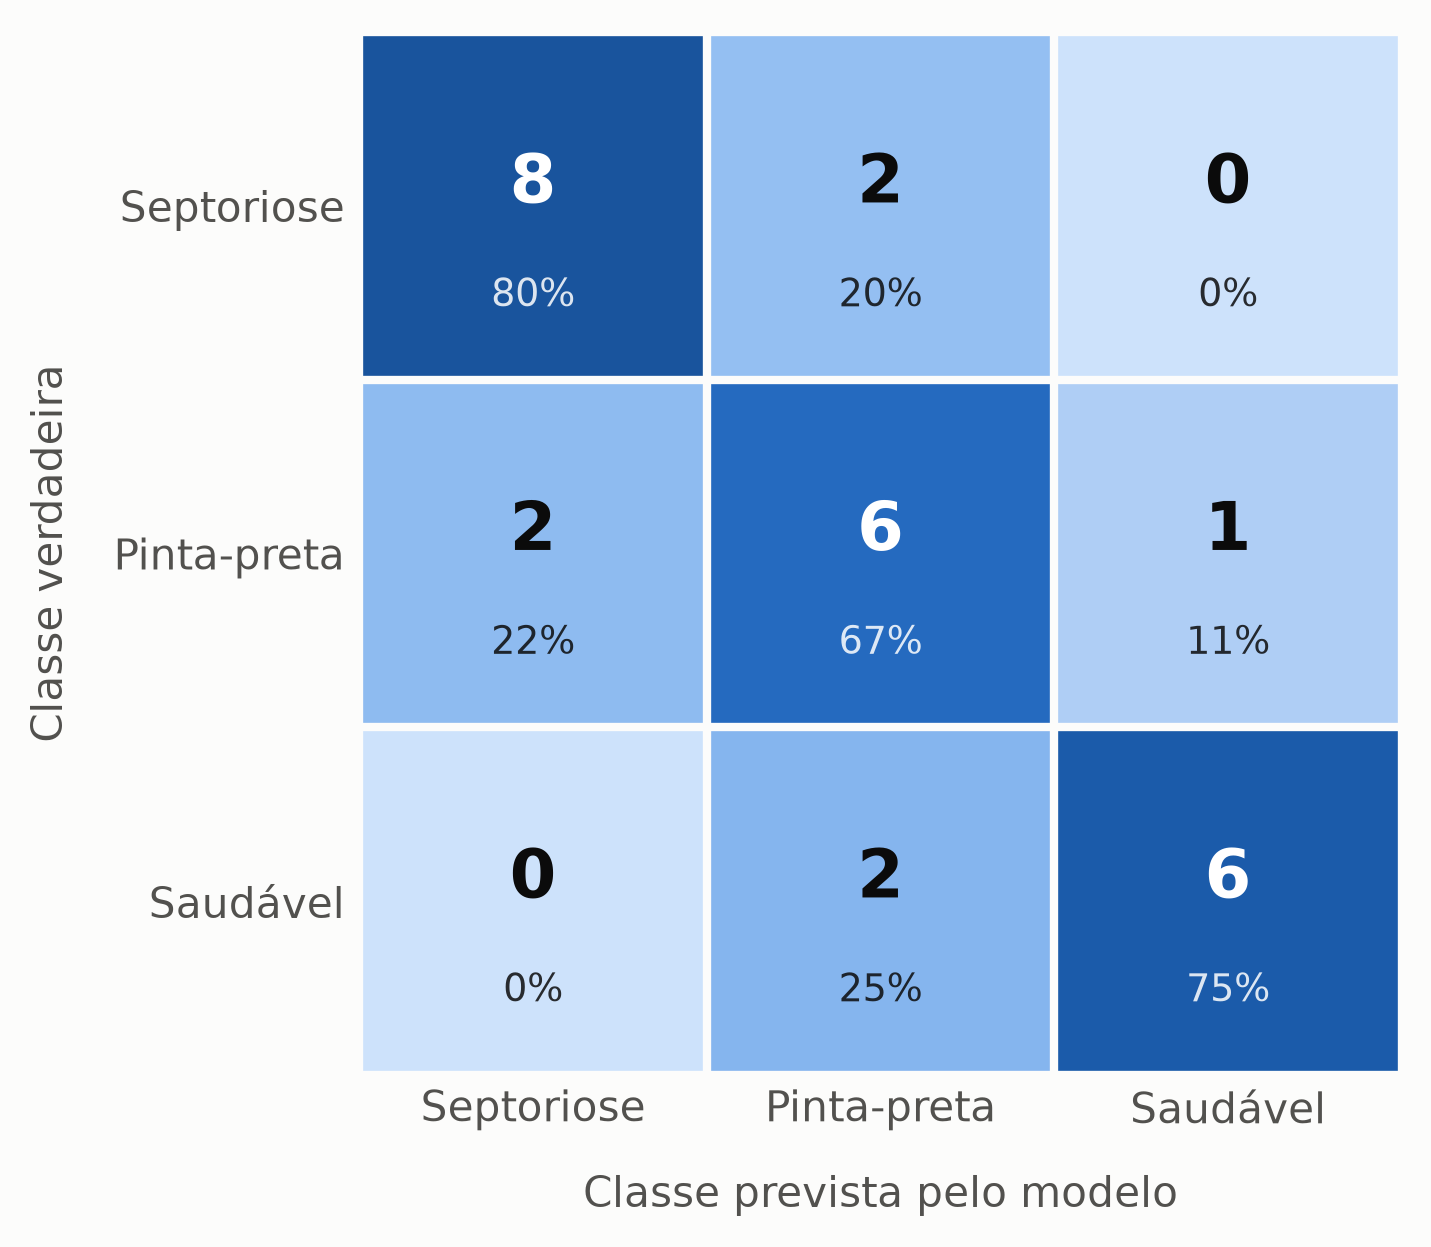 Classe verdadeira
Septoriose
8
2
0
80%
20%
0%
Pinta-preta
2
6
1
22%
67%
11%
Saudável
0
2
6
0%
25%
75%
Septoriose
Pinta-preta
Saudável
Classe prevista pelo modelo